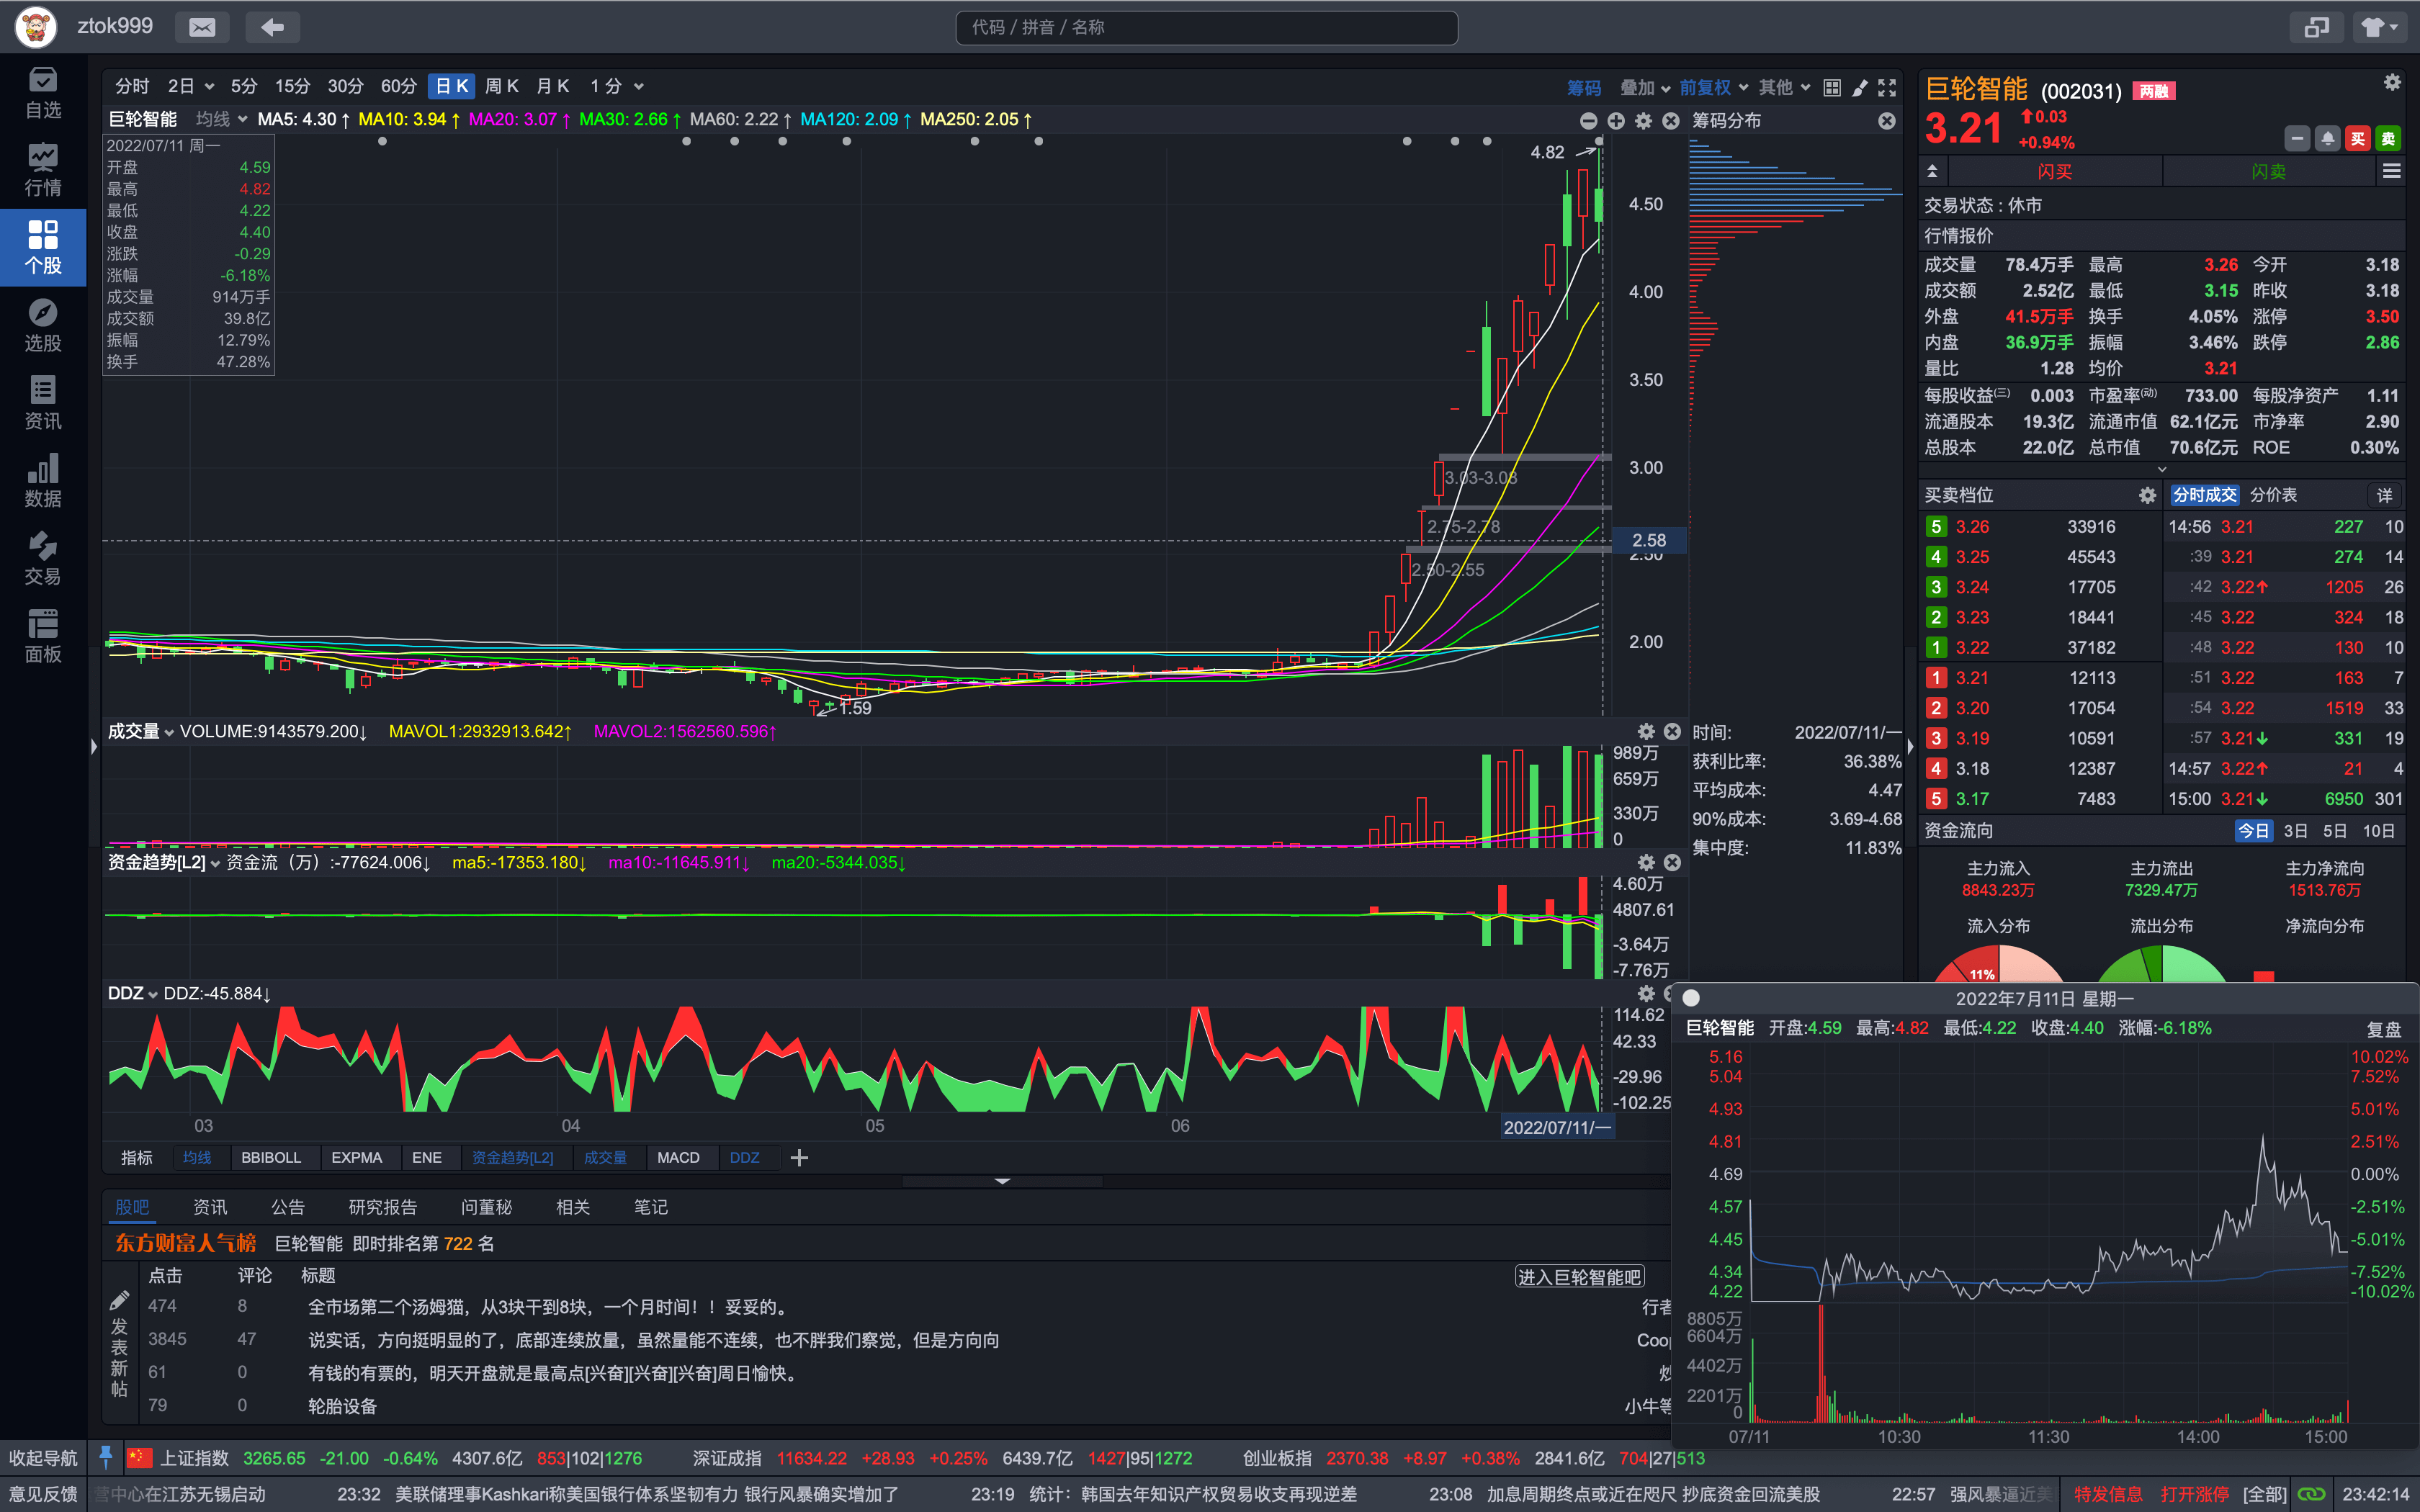 ztok999
代码 / 拼音 / 名称
自选
行情
个股
选股
资讯
数据
交易
面板
分时 2日 5分 15分 30分 60分 日 K 周 K 月 K 1 分
筹码 叠加 前复权 其他
巨轮智能 均线 MA5: 4.30↑ MA10: 3.94↑ MA20: 3.07↑ MA30: 2.66↑ MA60: 2.22↑ MA120: 2.09↑ MA250: 2.05↑
筹码分布
2022/07/11 周一
开盘 4.59
最高 4.82
最低 4.22
收盘 4.40
涨跌 -0.29
涨幅 -6.18%
成交量 914万手
成交额 39.8亿
振幅 12.79%
换手 47.28%
4.82
4.50
4.00
3.50
3.00
2.58
2.50
2.00
3.03-3.08
2.75-2.78
2.50-2.55
1.59
成交量 VOLUME:9143579.200↓ MAVOL1:2932913.642↑ MAVOL2:1562560.596↑
989万
659万
330万
0
时间: 2022/07/11/一
获利比率: 36.38%
平均成本: 4.47
90%成本: 3.69-4.68
集中度: 11.83%
资金趋势[L2] 资金流（万）:-77624.006↓ ma5:-17353.180↓ ma10:-11645.911↓ ma20:-5344.035↓
4.60万
4807.61
-3.64万
-7.76万
DDZ DDZ:-45.884↓
114.62
42.33
-29.96
-102.25
03 04 05 06 2022/07/11/一
指标 均线 BBIBOLL EXPMA ENE 资金趋势[L2] 成交量 MACD DDZ
股吧 资讯 公告 研究报告 问董秘 相关 笔记
东方财富人气榜 巨轮智能 即时排名第 722 名
点击 评论 标题 进入巨轮智能吧
发表新帖
474 8 全市场第二个汤姆猫，从3块干到8块，一个月时间！！妥妥的。 行者
3845 47 说实话，方向挺明显的了，底部连续放量，虽然量能不连续，也不胖我们察觉，但是方向向
61 0 有钱的有票的，明天开盘就是最高点[兴奋][兴奋][兴奋]周日愉快。
79 0 轮胎设备 小牛等
巨轮智能 (002031) 两融
3.21 0.03
+0.94%
买 卖
闪买 闪卖
交易状态 : 休市
行情报价
成交量 78.4万手 最高 3.26 今开 3.18
成交额 2.52亿 最低 3.15 昨收 3.18
外盘 41.5万手 换手 4.05% 涨停 3.50
内盘 36.9万手 振幅 3.46% 跌停 2.86
量比 1.28 均价 3.21
每股收益(三) 0.003 市盈率(动) 733.00 每股净资产 1.11
流通股本 19.3亿 流通市值 62.1亿元 市净率 2.90
总股本 22.0亿 总市值 70.6亿元 ROE 0.30%
买卖档位 分时成交 分价表 详
5 3.26 33916 14:56 3.21 227 10
4 3.25 45543 :39 3.21 274 14
3 3.24 17705 :42 3.22↑ 1205 26
2 3.23 18441 :45 3.22 324 18
1 3.22 37182 :48 3.22 130 10
1 3.21 12113 :51 3.22 163 7
2 3.20 17054 :54 3.22 1519 33
3 3.19 10591 :57 3.21↓ 331 19
4 3.18 12387 14:57 3.22↑ 21 4
5 3.17 7483 15:00 3.21↓ 6950 301
资金流向 今日 3日 5日 10日
主力流入 主力流出 主力净流向
8843.23万 7329.47万 1513.76万
流入分布 流出分布 净流向分布
11%
2022年7月11日 星期一
巨轮智能 开盘:4.59 最高:4.82 最低:4.22 收盘:4.40 涨幅:-6.18% 复盘
5.16 10.02%
5.04 7.52%
4.93 5.01%
4.81 2.51%
4.69 0.00%
4.57 -2.51%
4.45 -5.01%
4.34 -7.52%
4.22 -10.02%
8805万
6604万
4402万
2201万
0
07/11 10:30 11:30 14:00 15:00
收起导航 上证指数 3265.65 -21.00 -0.64% 4307.6亿 853|102|1276 深证成指 11634.22 +28.93 +0.25% 6439.7亿 1427|95|1272 创业板指 2370.38 +8.97 +0.38% 2841.6亿 704|27|513
意见反馈 营中心在江苏无锡启动 23:32 美联储理事Kashkari称美国银行体系坚韧有力 银行风暴确实增加了 23:19 统计：韩国去年知识产权贸易收支再现逆差 23:08 加息周期终点或近在咫尺 抄底资金回流美股 22:57 强风暴逼近美 特发信息 打开涨停 [全部] 23:42:14